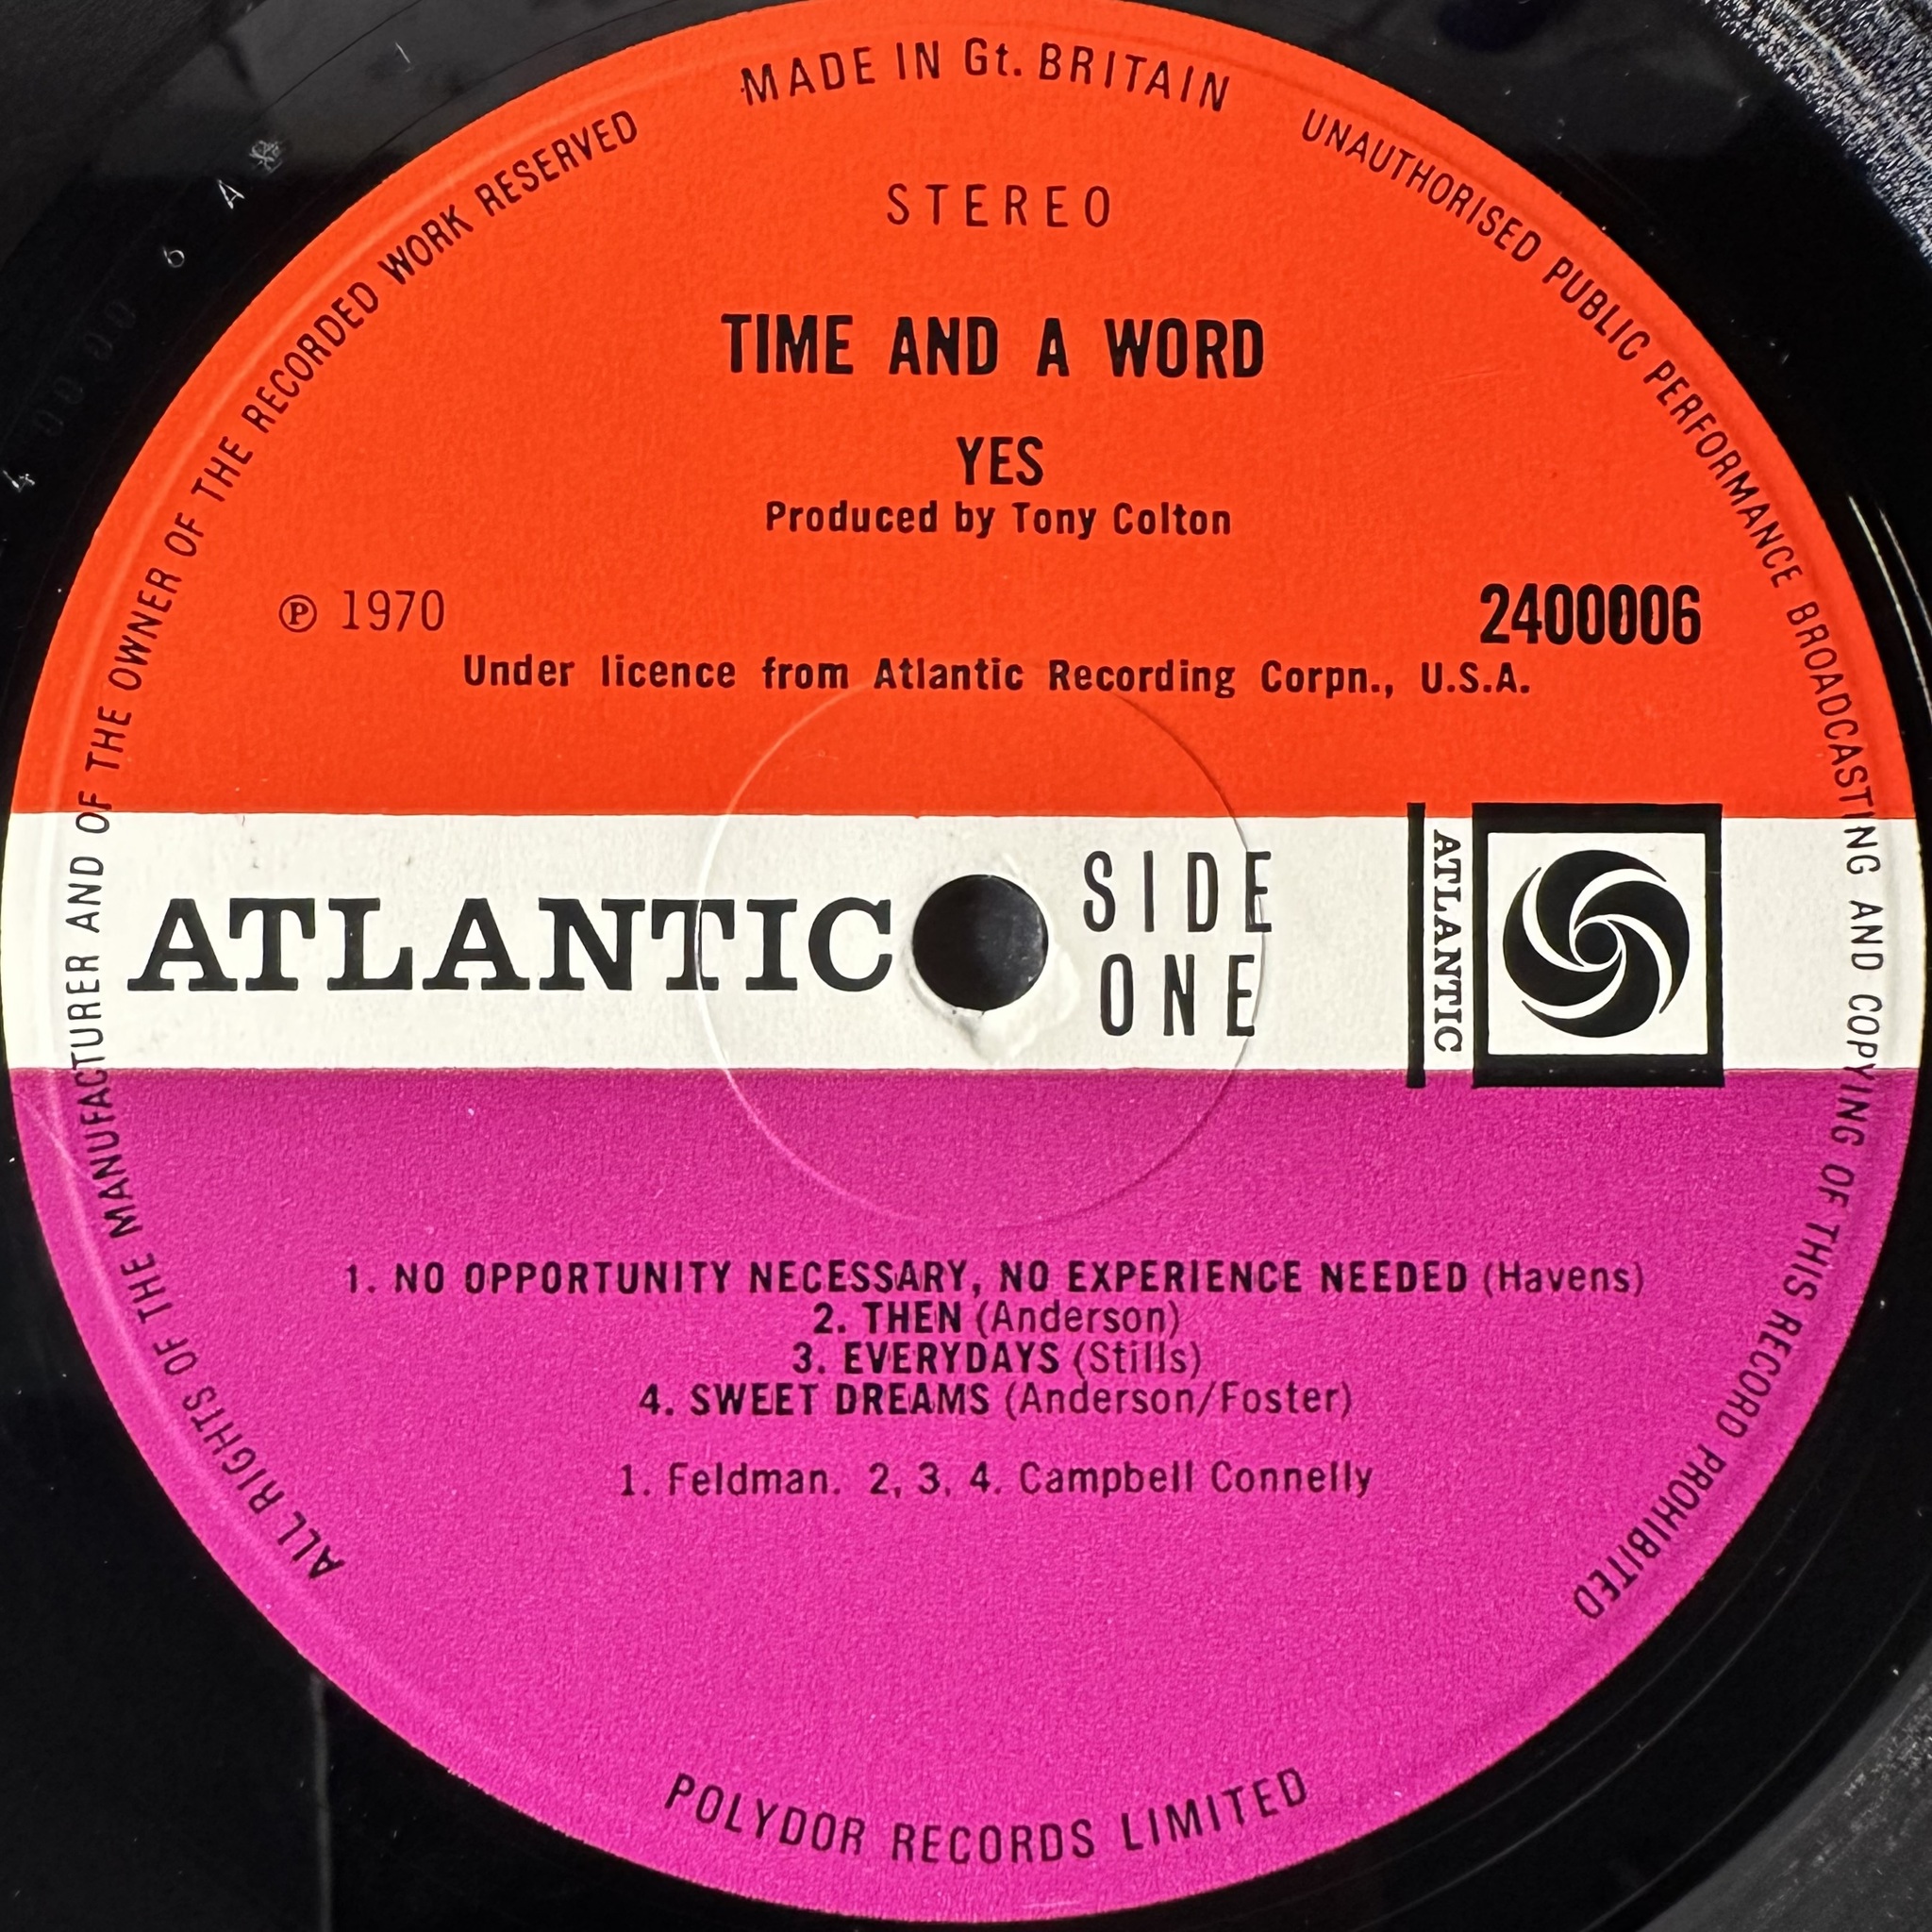 MADE IN Gt. BRITAIN
ALL RIGHTS OF THE MANUFACTURER AND OF THE OWNER OF THE RECORDED WORK RESERVED
UNAUTHORISED PUBLIC PERFORMANCE BROADCASTING AND COPYING OF THIS RECORD PROHIBITED
STEREO
TIME AND A WORD
YES
Produced by Tony Colton
℗ 1970
2400006
Under licence from Atlantic Recording Corpn., U.S.A.
ATLANTIC
SIDE
ONE
ATLANTIC
1. NO OPPORTUNITY NECESSARY, NO EXPERIENCE NEEDED (Havens)
2. THEN (Anderson)
3. EVERYDAYS (Stills)
4. SWEET DREAMS (Anderson/Foster)
1. Feldman. 2, 3, 4. Campbell Connelly
POLYDOR RECORDS LIMITED